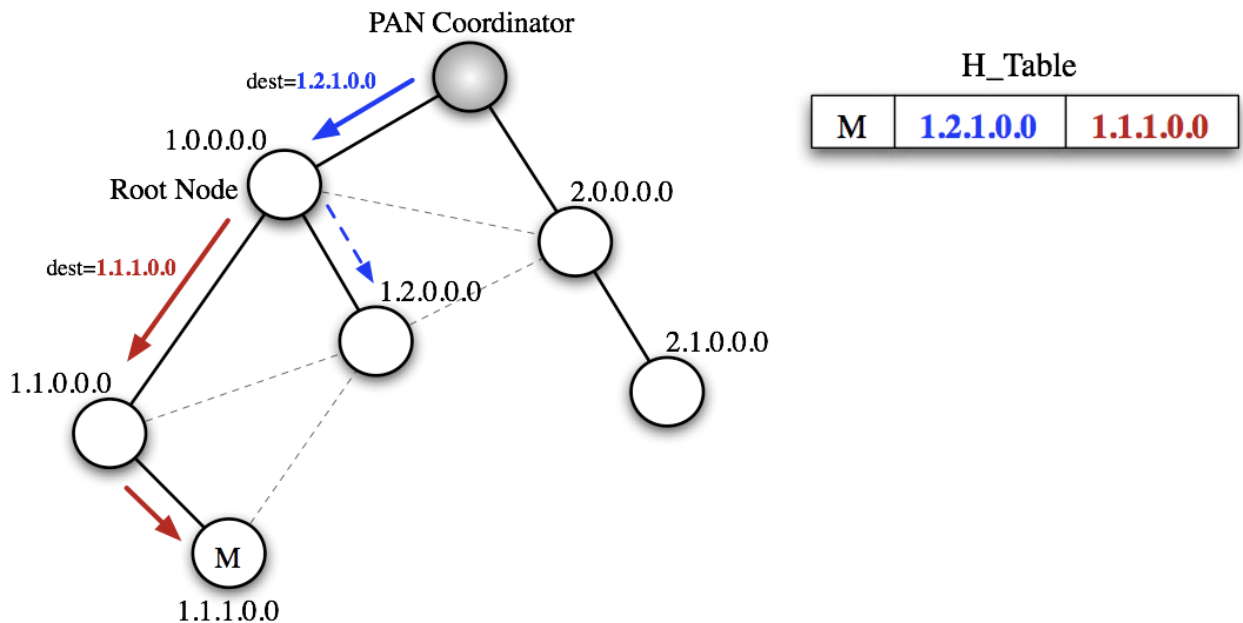 PAN Coordinator
dest=1.2.1.0.0
H_Table
M 1.2.1.0.0 1.1.1.0.0
1.0.0.0.0
Root Node
2.0.0.0.0
dest=1.1.1.0.0
1.2.0.0.0
2.1.0.0.0
1.1.0.0.0
M
1.1.1.0.0